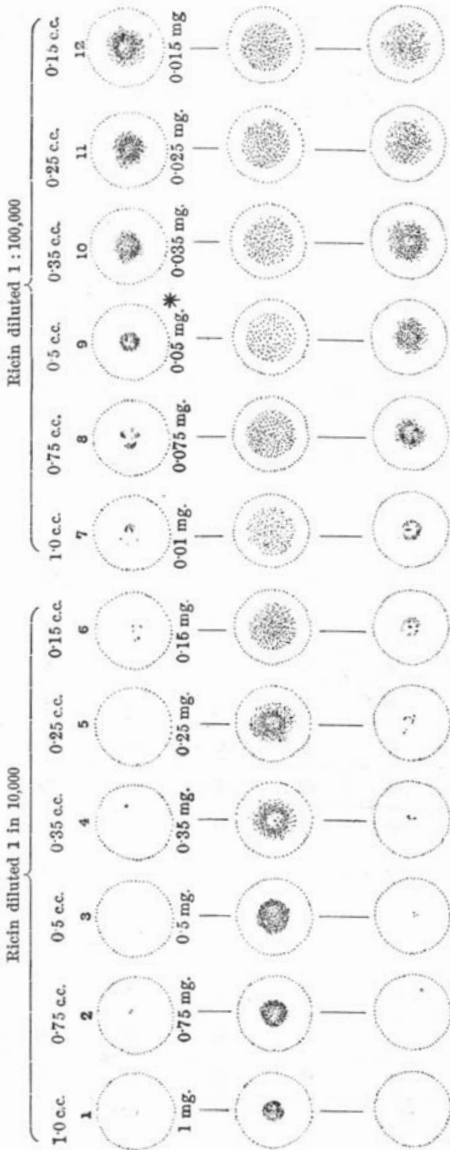 Ricin diluted 1 in 10,000 Ricin diluted 1 : 100,000
1·0 c.c. 0·75 c.c. 0·5 c.c. 0·35 c.c. 0·25 c.c. 0·15 c.c. 1·0 c.c. 0·75 c.c. 0·5 c.c. 0·35 c.c. 0·25 c.c. 0·15 c.c.
1 2 3 4 5 6 7 8 9 10 11 12
1 mg. 0·75 mg. 0·5 mg. 0·35 mg. 0·25 mg. 0·15 mg. 0·01 mg. 0·075 mg. 0·05 mg. * 0·035 mg. 0·025 mg. 0·015 mg